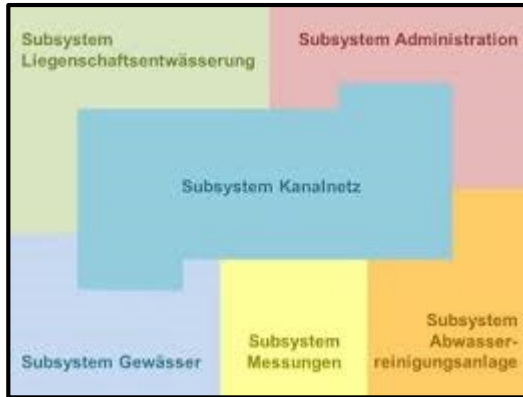 Subsystem
Liegenschaftsentwässerung
Subsystem Administration
Subsystem Kanalnetz
Subsystem Gewässer
Subsystem
Messungen
Subsystem
Abwasser-
reinigungsanlage